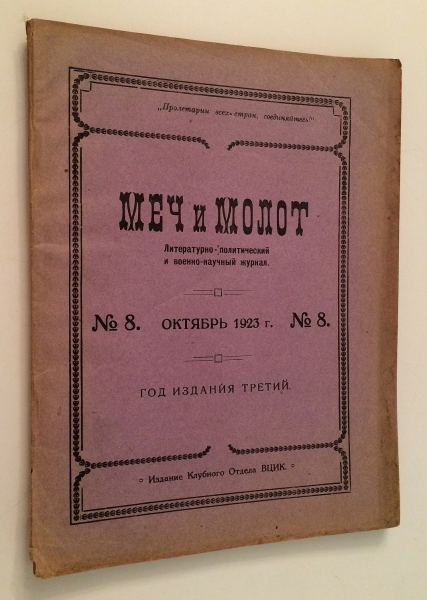 „Пролетарии всех стран, соединяйтесь!“
МЕЧ и МОЛОТ
Литературно-политический
и военно-научный журнал.
№ 8. ОКТЯБРЬ 1923 г. № 8.
ГОД ИЗДАНИЯ ТРЕТИЙ.
Издание Клубного Отдела ВЦИК.